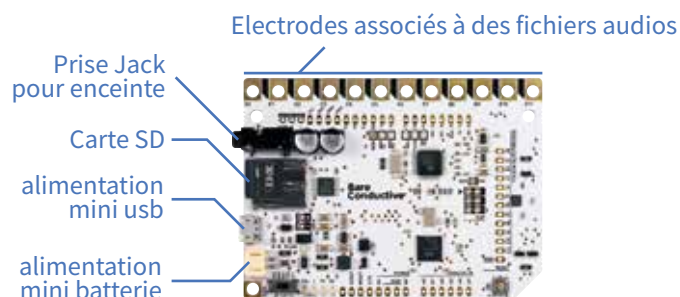 Electrodes associés à des fichiers audios
Prise Jack
pour enceinte
Carte SD
alimentation
mini usb
alimentation
mini batterie
Bare
Conductive